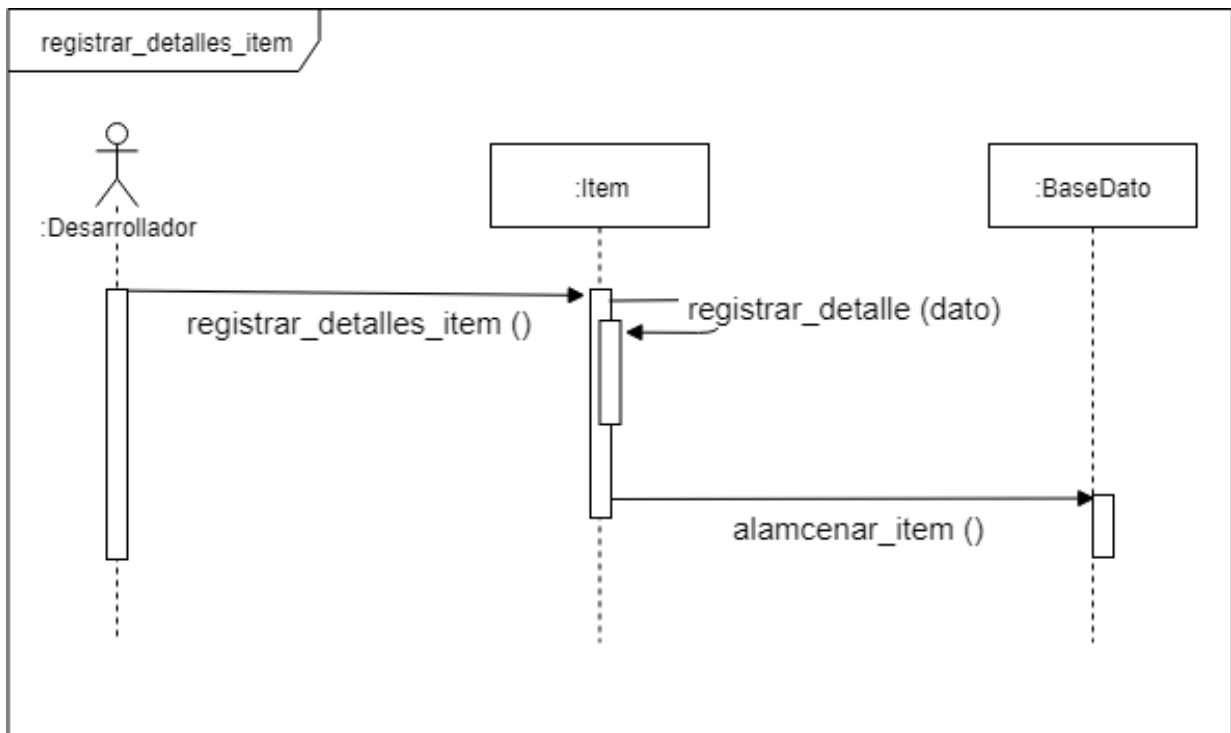 registrar_detalles_item
:Desarrollador
:Item
:BaseDato
registrar_detalles_item ()
registrar_detalle (dato)
alamcenar_item ()